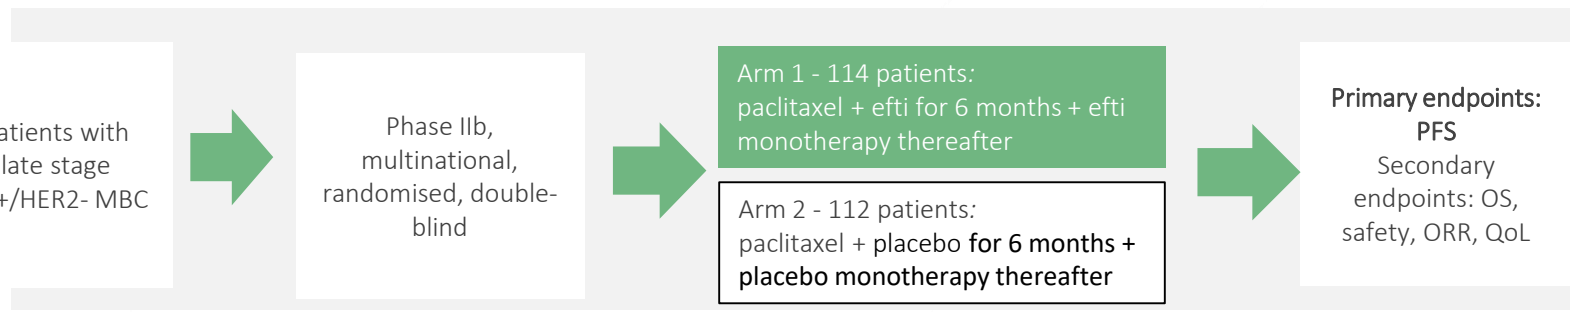 atients with
late stage
+/HER2- MBC
Phase IIb,
multinational,
randomised, double-
blind
Arm 1 - 114 patients:
paclitaxel + efti for 6 months + efti
monotherapy thereafter
Arm 2 - 112 patients:
paclitaxel + placebo for 6 months +
placebo monotherapy thereafter
Primary endpoints:
PFS
Secondary
endpoints: OS,
safety, ORR, QoL